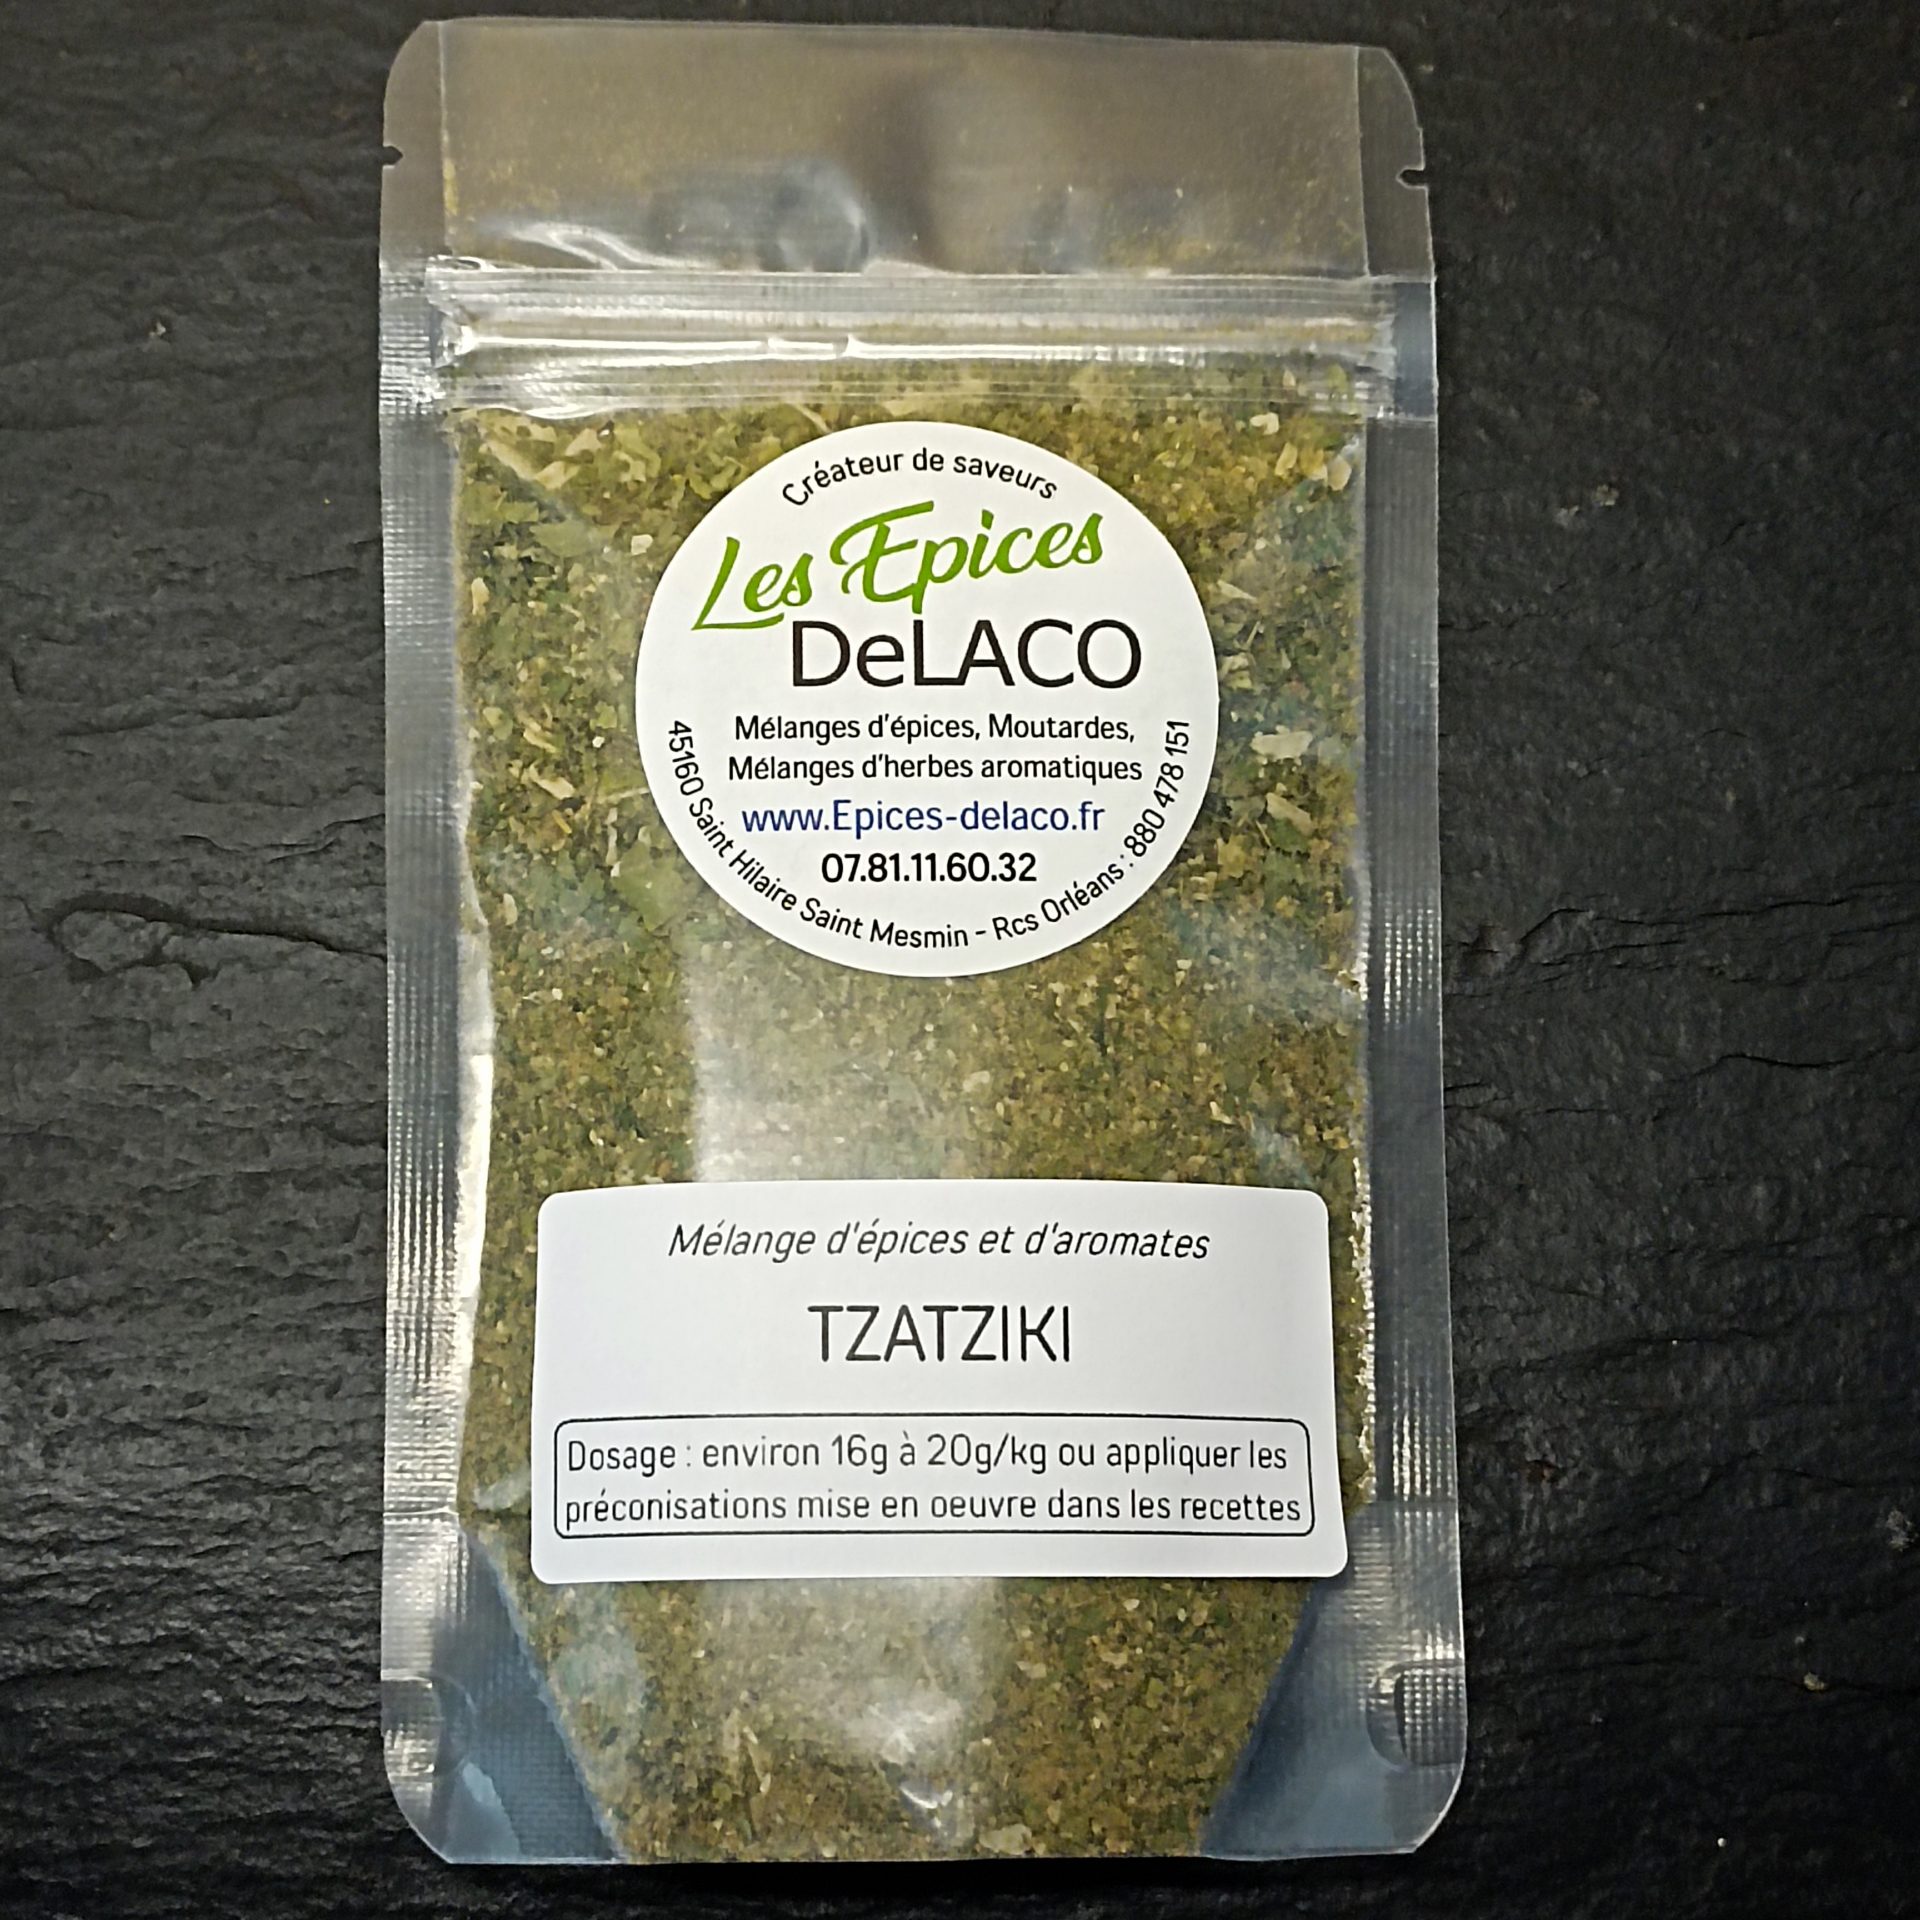 Créateur de saveurs
Les Epices
DeLACO
Mélanges d'épices, Moutardes,
Mélanges d'herbes aromatiques
www.Epices-delaco.fr
07.81.11.60.32
45160 Saint Hilaire Saint Mesmin - Rcs Orléans : 880 478 151
Mélange d'épices et d'aromates
TZATZIKI
Dosage : environ 16g à 20g/kg ou appliquer les
préconisations mise en oeuvre dans les recettes